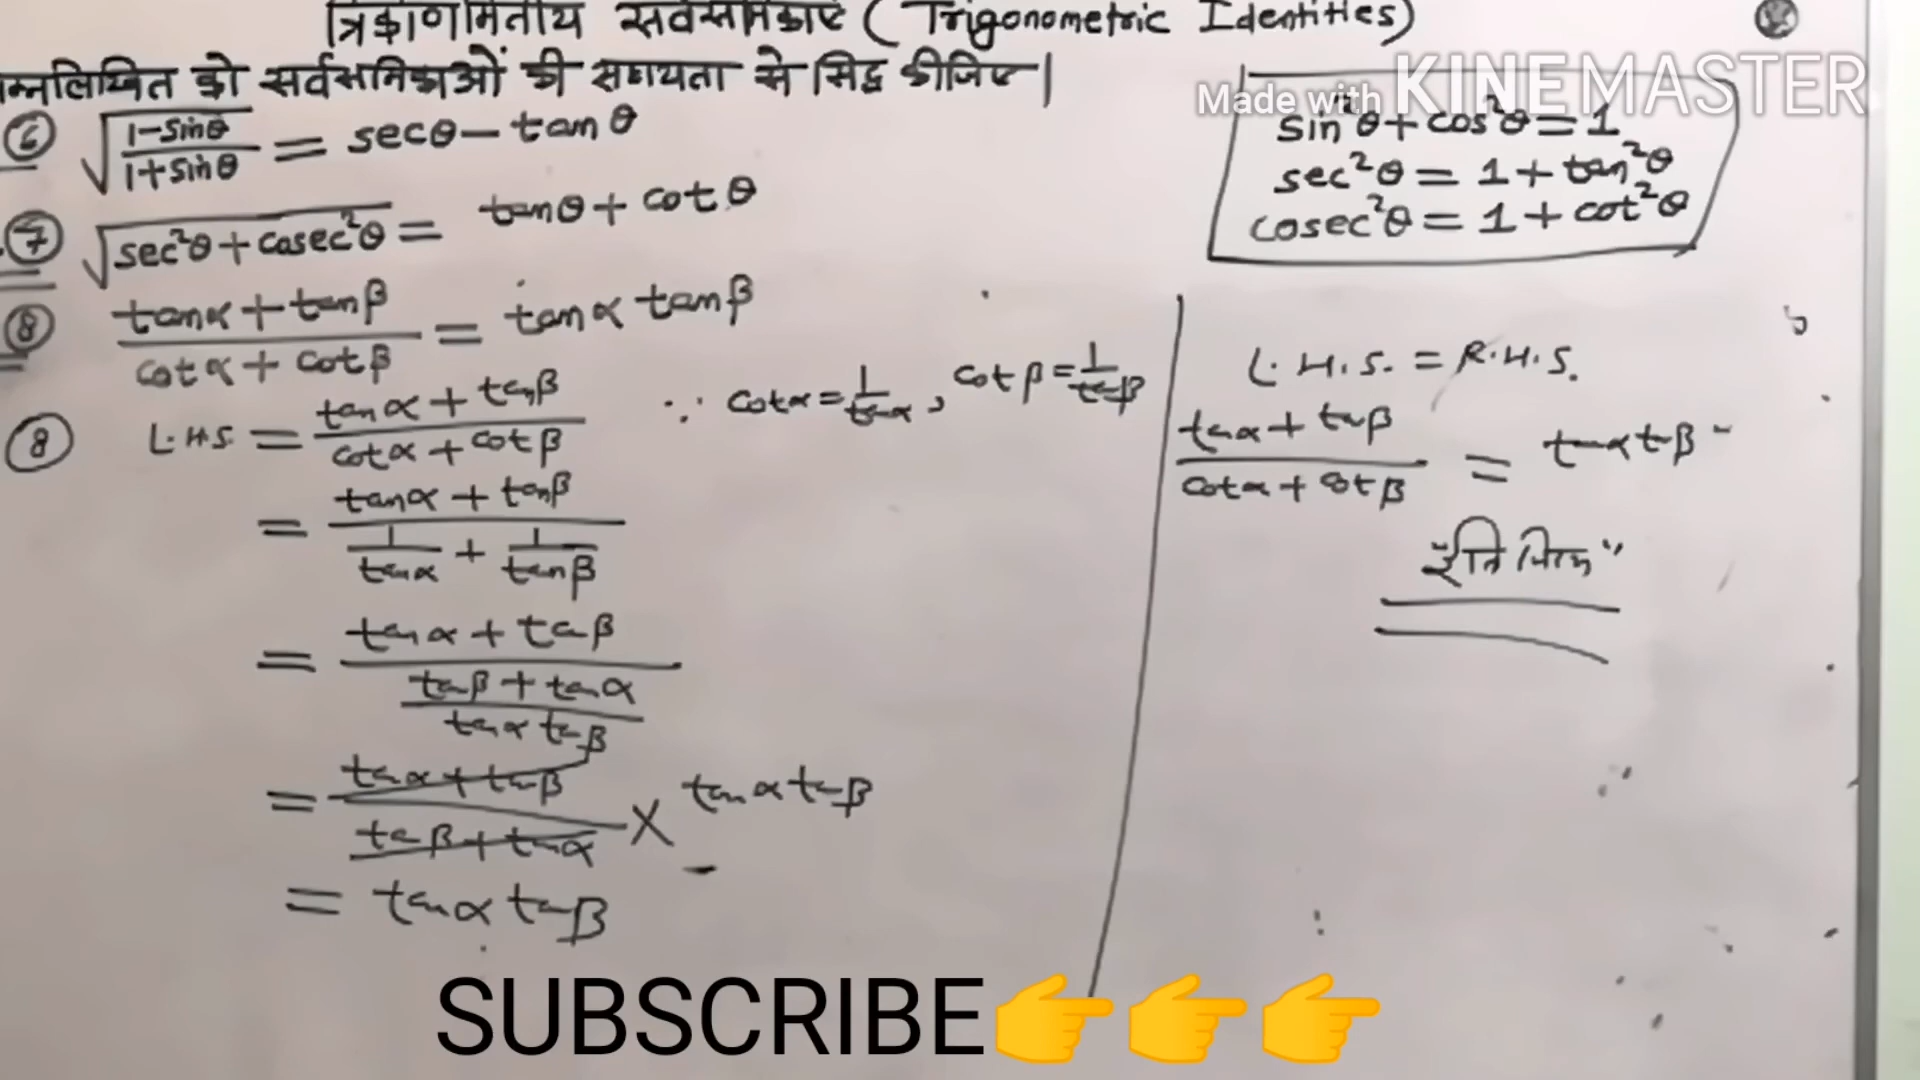 त्रिकोणमितीय सर्वसमिकाएँ ( Trigonometric Identities)
म्नलिखित को सर्वसमिकाओं की सहायता से सिद्ध कीजिए |
Made with KINEMASTER
⑥ √((1-sinθ)/(1+sinθ)) = secθ - tanθ
⑦ √(sec²θ + cosec²θ) = tanθ + cotθ
⑧ (tanα + tanβ)/(cotα + cotβ) = tanα tanβ
sin²θ + cos²θ = 1
sec²θ = 1 + tan²θ
cosec²θ = 1 + cot²θ
⑧ L.H.S. = (tanα + tanβ)/(cotα + cotβ) ∵ cotα = 1/tanα, cotβ = 1/tanβ
= (tanα + tanβ)/(1/tanα + 1/tanβ)
= (tanα + tanβ)/((tanβ + tanα)/(tanα tanβ))
= (tanα + tanβ)/(tanβ + tanα) × tanα tanβ
= tanα tanβ
L.H.S. = R.H.S.
(tanα + tanβ)/(cotα + cotβ) = tanα tanβ
"इति सिद्धम"
SUBSCRIBE👉👉👉